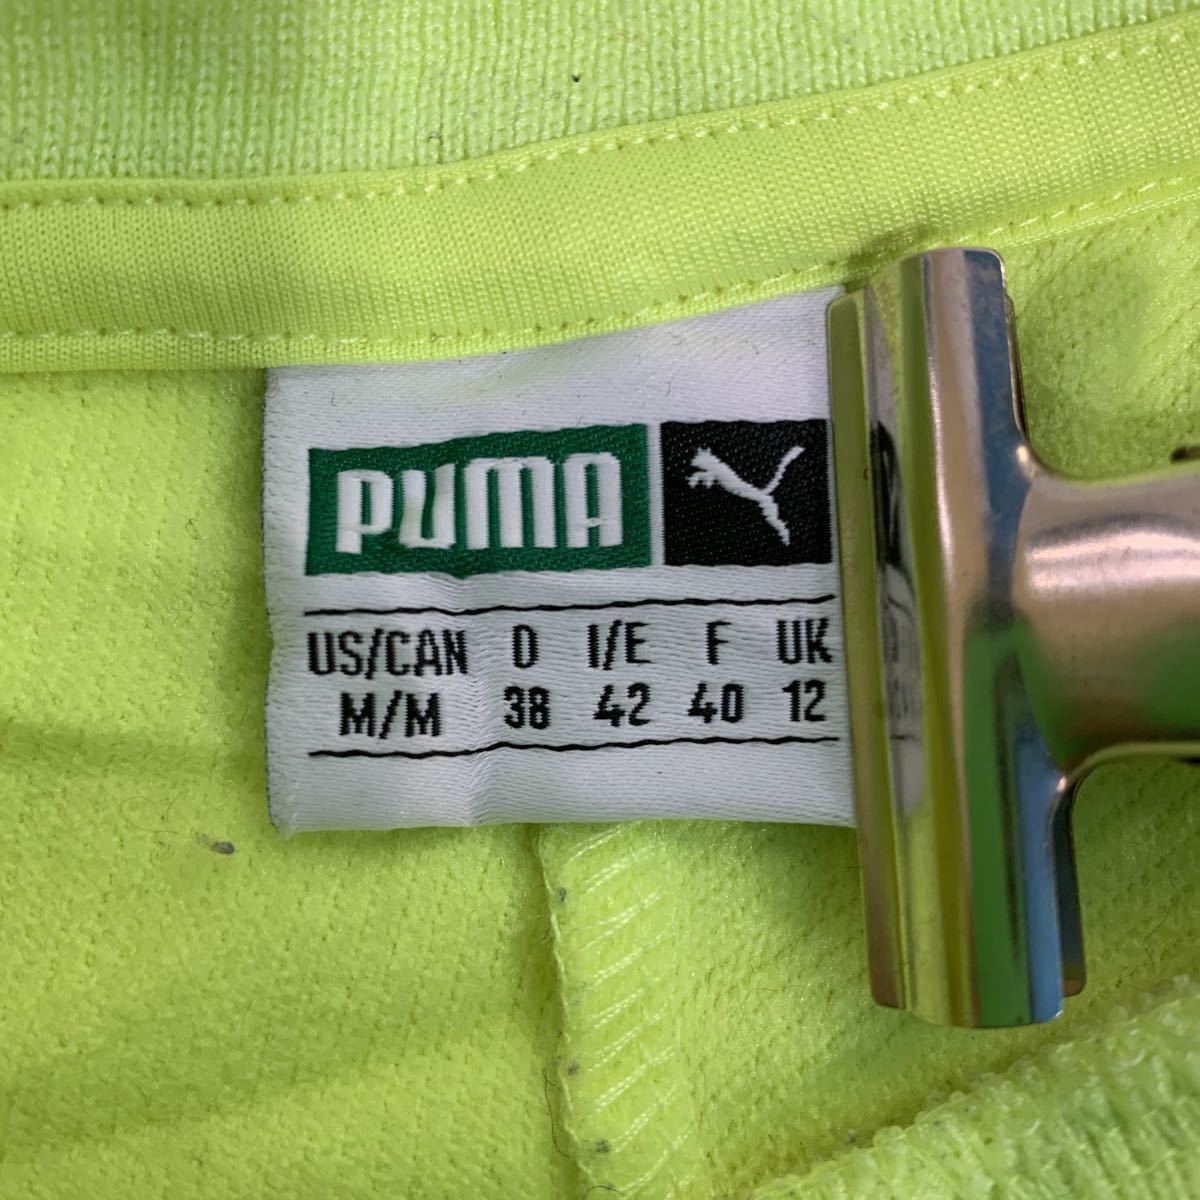 PUMA
US/CAN D I/E F UK
M/M 38 42 40 12